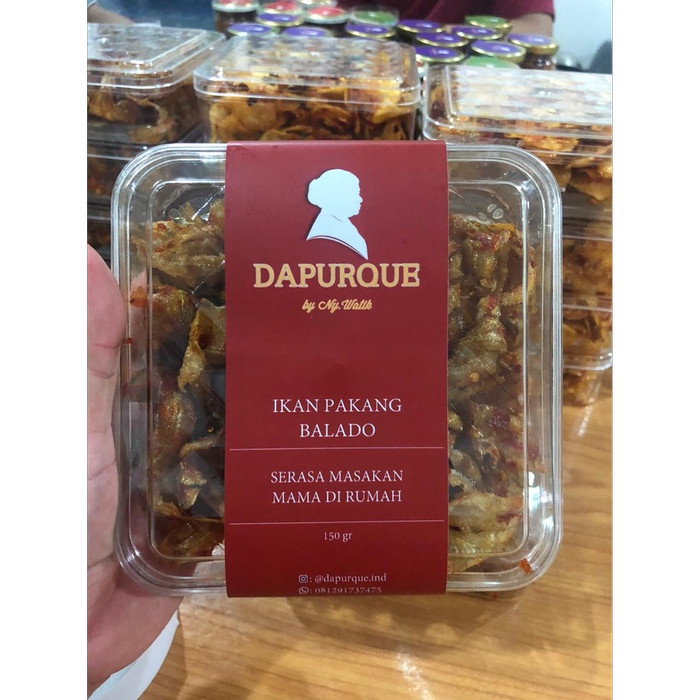 DAPURQUE
by Ny.Watik
IKAN PAKANG
BALADO
SERASA MASAKAN
MAMA DI RUMAH
150 gr
: @dapurque.ind
: 081291737475